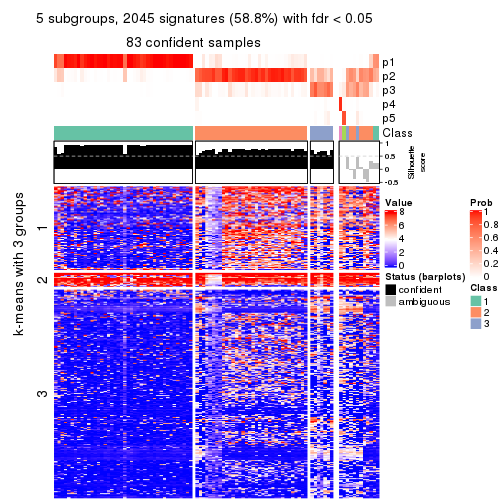 5 subgroups, 2045 signatures (58.8%) with fdr < 0.05
83 confident samples
p1
p2
p3
p4
p5
Class
1
0.5
0
-0.5
Silhouette
score
k-means with 3 groups
1
2
3
Value
8
6
4
2
0
Status (barplots)
confident
ambiguous
Prob
1
0.8
0.6
0.4
0.2
0
Class
1
2
3